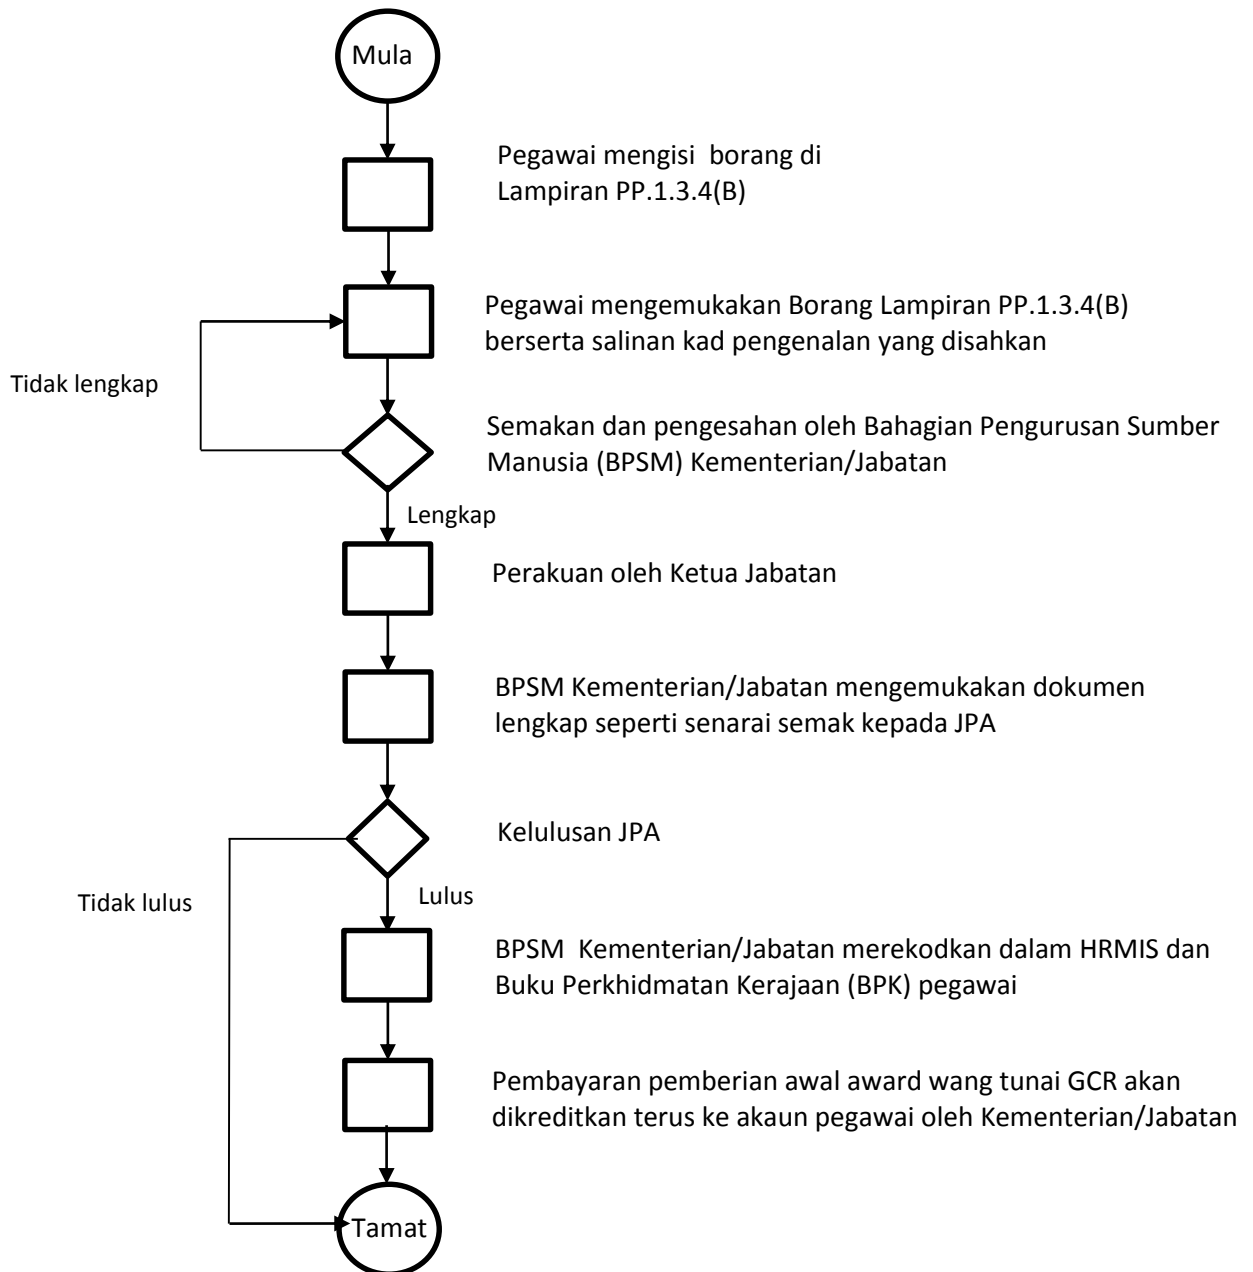 Mula
Pegawai mengisi  borang di
Lampiran PP.1.3.4(B)
Pegawai mengemukakan Borang Lampiran PP.1.3.4(B)
berserta salinan kad pengenalan yang disahkan
Tidak lengkap
Semakan dan pengesahan oleh Bahagian Pengurusan Sumber
Manusia (BPSM) Kementerian/Jabatan
Lengkap
Perakuan oleh Ketua Jabatan
BPSM Kementerian/Jabatan mengemukakan dokumen
lengkap seperti senarai semak kepada JPA
Kelulusan JPA
Tidak lulus
Lulus
BPSM  Kementerian/Jabatan merekodkan dalam HRMIS dan
Buku Perkhidmatan Kerajaan (BPK) pegawai
Pembayaran pemberian awal award wang tunai GCR akan
dikreditkan terus ke akaun pegawai oleh Kementerian/Jabatan
Tamat